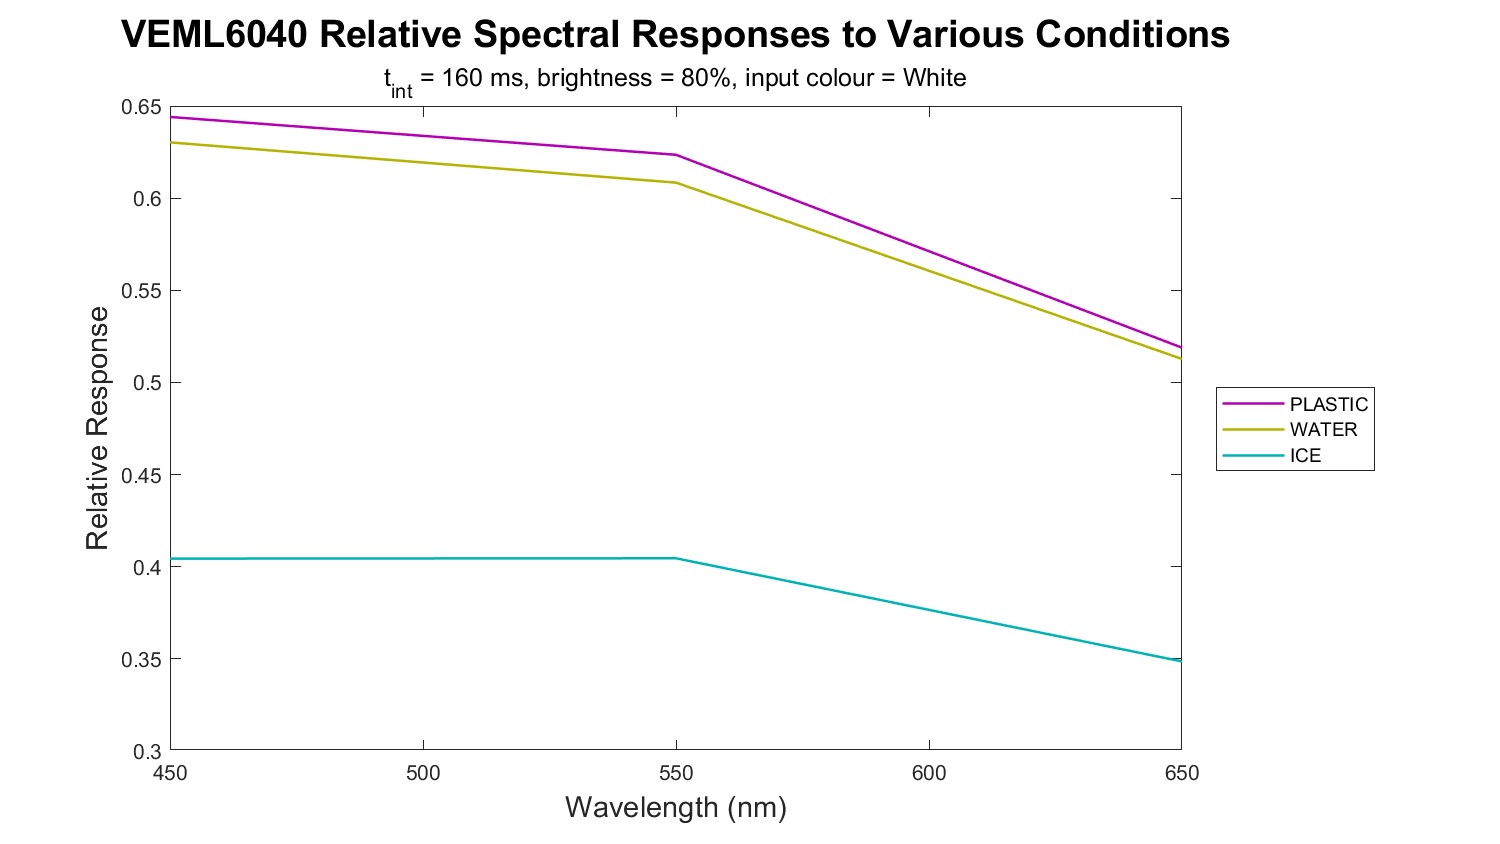 VEML6040 Relative Spectral Responses to Various Conditions
t_int = 160 ms, brightness = 80%, input colour = White
0.65
0.6
0.55
0.5
0.45
0.4
0.35
0.3
Relative Response
450 500 550 600 650
Wavelength (nm)
PLASTIC
WATER
ICE